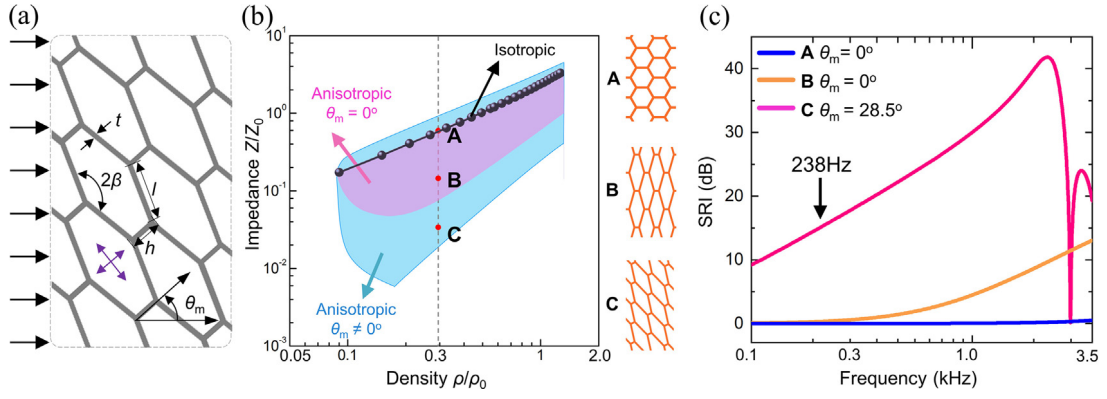 (a)
t
2β
l
h
θm
(b)
Impedance Z/Z0
10^1
10^0
10^-1
10^-2
10^-3
Isotropic
Anisotropic
θm = 0°
A
B
C
Anisotropic
θm ≠ 0°
0.05
0.1
0.3
1
2.0
Density ρ/ρ0
A
B
C
(c)
SRI (dB)
40
30
20
10
0
A θm = 0°
B θm = 0°
C θm = 28.5°
238Hz
0.1
0.3
1.0
3.5
Frequency (kHz)